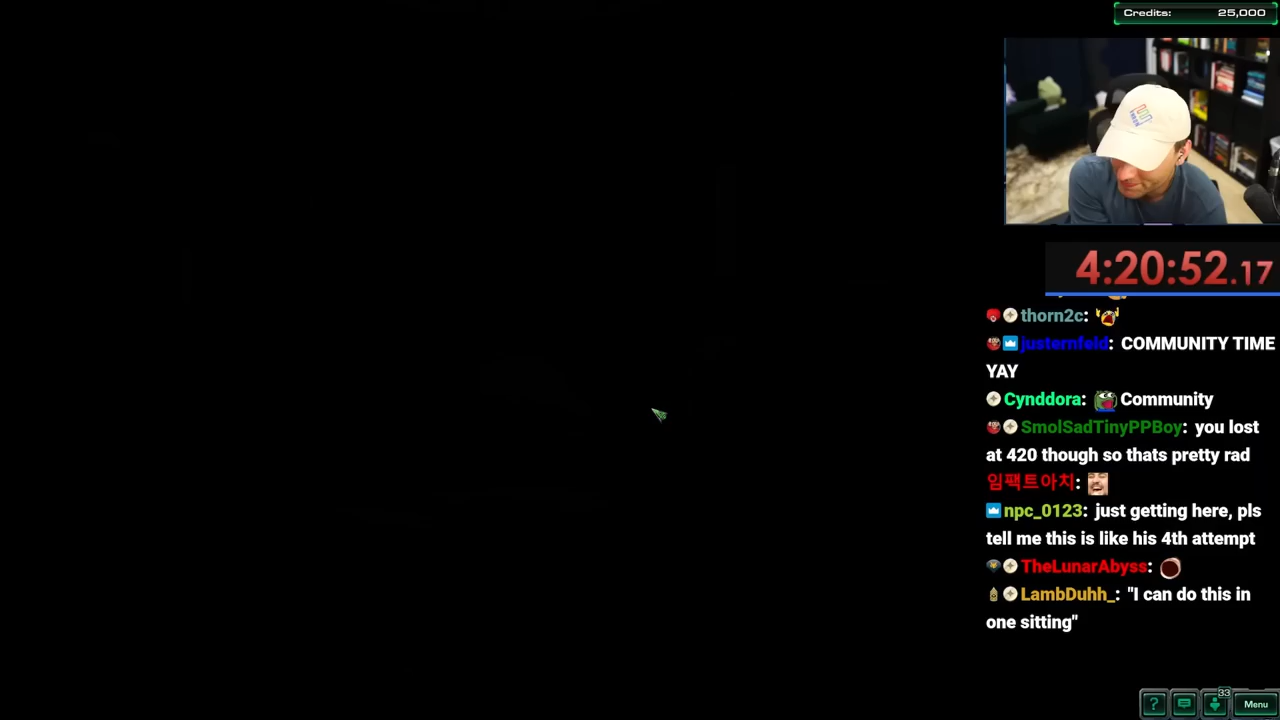 Credits: 25,000
4:20:52.17
thorn2c:
justernfeld: COMMUNITY TIME
YAY
Cynddora: Community
SmolSadTinyPPBoy: you lost
at 420 though so thats pretty rad
임팩트아치:
npc_0123: just getting here, pls
tell me this is like his 4th attempt
TheLunarAbyss:
LambDuhh_: "I can do this in
one sitting"
33
? Menu